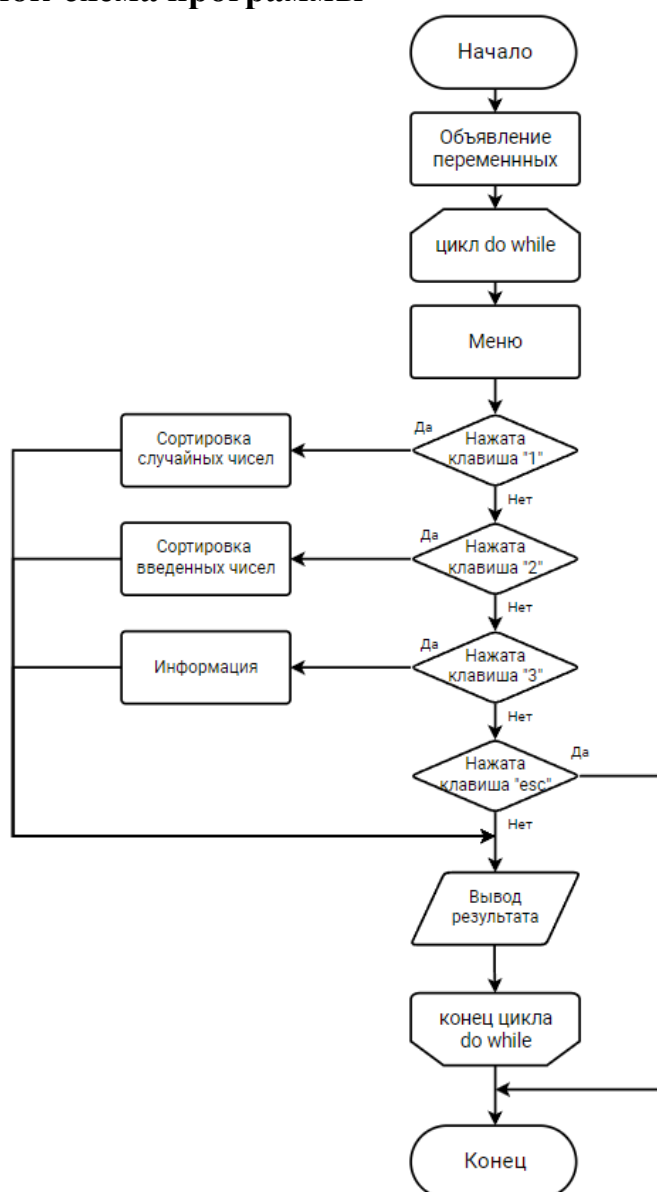 схема программы
Начало
Объявление
переменнных
цикл do while
Меню
Да
Нажата
клавиша "1"
Сортировка
случайных чисел
Нет
Да
Нажата
клавиша "2"
Сортировка
введенных чисел
Нет
Да
Нажата
клавиша "3"
Информация
Нет
Нажата
клавиша "esc"
Да
Нет
Вывод
результата
конец цикла
do while
Конец